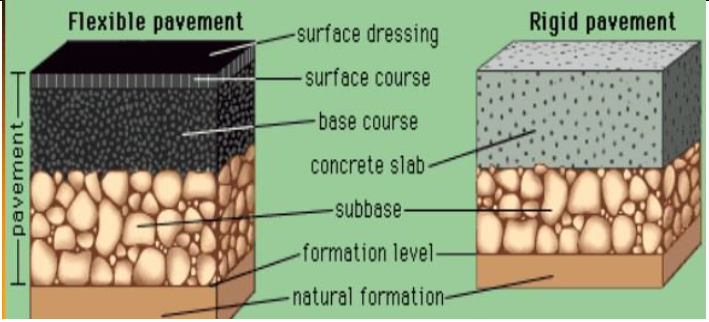 Flexible pavement
Rigid pavement
surface dressing
surface course
base course
concrete slab
subbase
formation level
natural formation
pavement